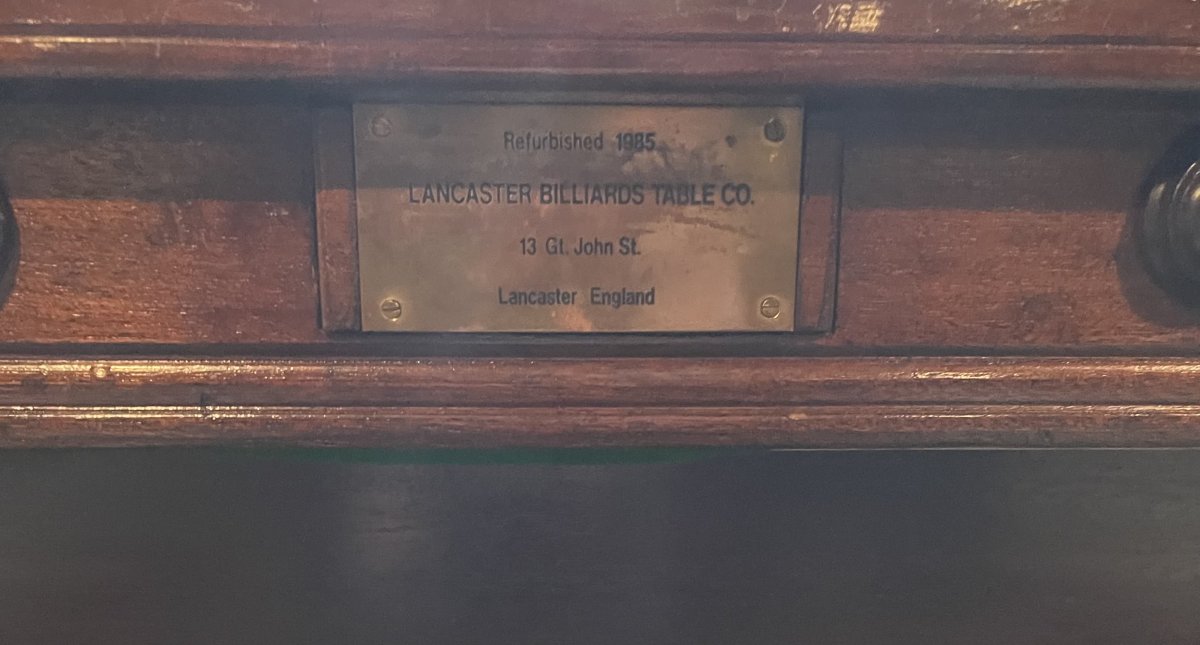 Refurbished 1985
LANCASTER BILLIARDS TABLE CO.
13 Gt. John St.
Lancaster England